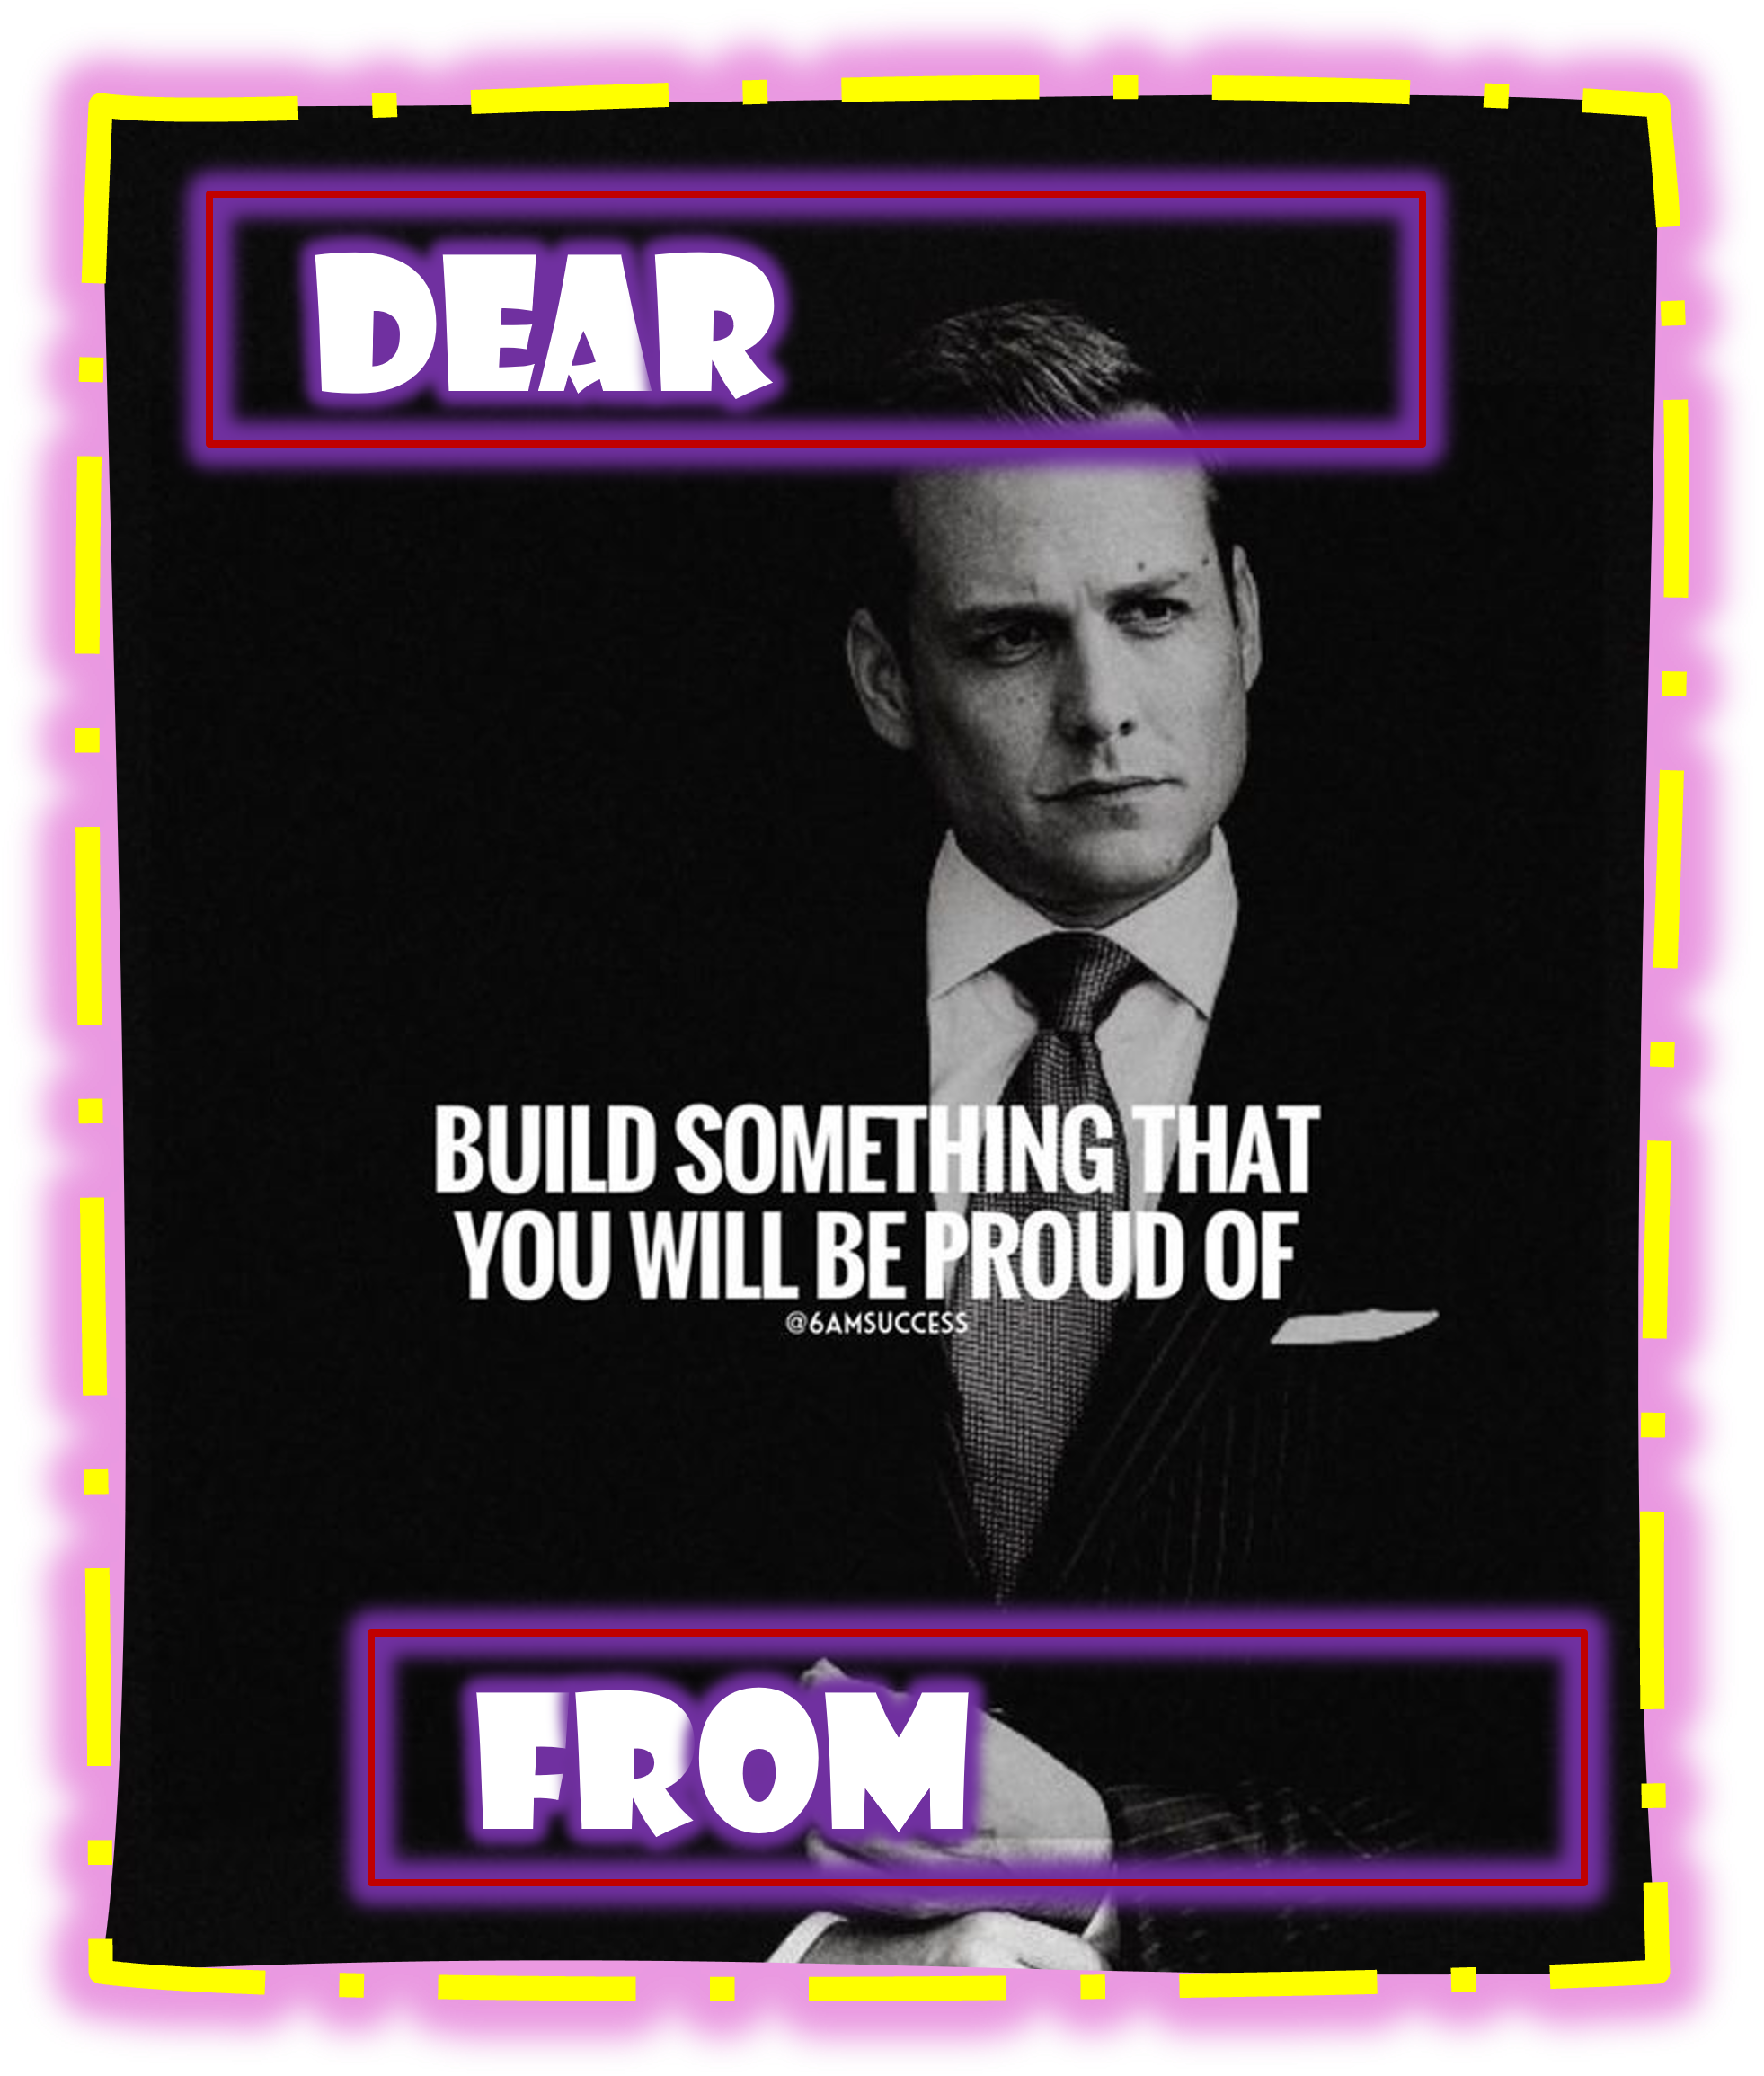 DEAR
BUILD SOMETHING THAT
YOU WILL BE PROUD OF
@6AMSUCCESS
FROM